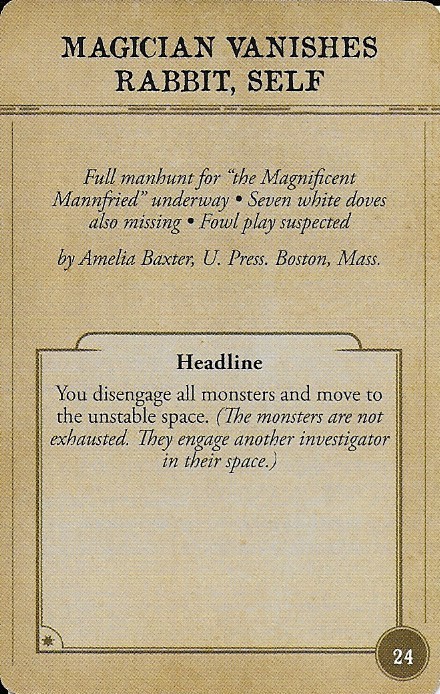 MAGICIAN VANISHES
RABBIT, SELF
Full manhunt for “the Magnificent
Mannfried” underway • Seven white doves
also missing • Fowl play suspected
by Amelia Baxter, U. Press. Boston, Mass.
Headline
You disengage all monsters and move to
the unstable space. (The monsters are not
exhausted. They engage another investigator
in their space.)
24